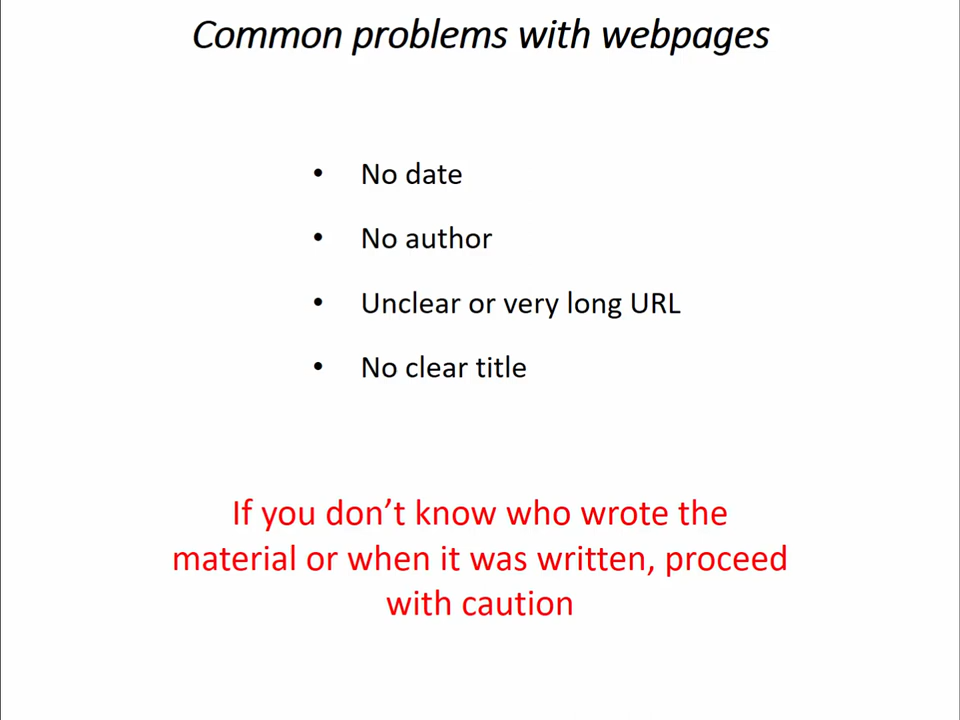 Common problems with webpages
• No date
• No author
• Unclear or very long URL
• No clear title
If you don’t know who wrote the
material or when it was written, proceed
with caution